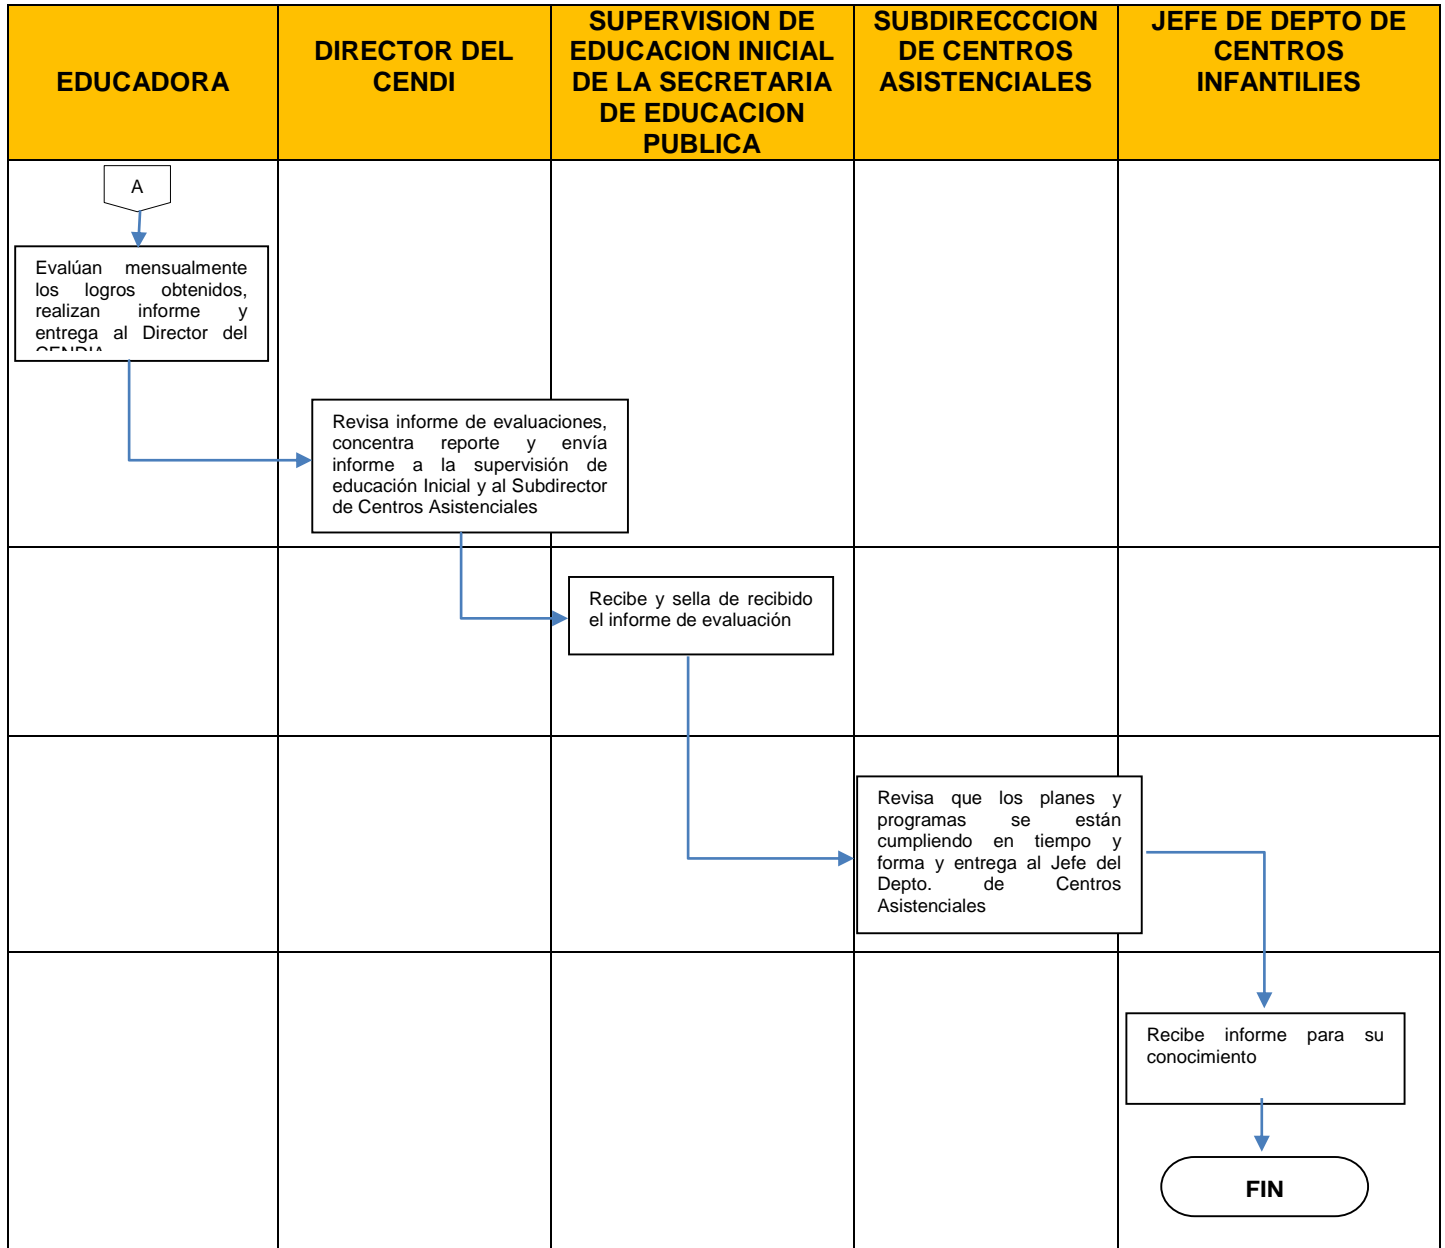 EDUCADORA
DIRECTOR DEL
CENDI
SUPERVISION DE
EDUCACION INICIAL
DE LA SECRETARIA
DE EDUCACION
PUBLICA
SUBDIRECCCION
DE CENTROS
ASISTENCIALES
JEFE DE DEPTO DE
CENTROS
INFANTILIES
A
Evalúan mensualmente
los logros obtenidos,
realizan informe y
entrega al Director del
CENDIA
Revisa informe de evaluaciones,
concentra reporte y envía
informe a la supervisión de
educación Inicial y al Subdirector
de Centros Asistenciales
Recibe y sella de recibido
el informe de evaluación
Revisa que los planes y
programas se están
cumpliendo en tiempo y
forma y entrega al Jefe del
Depto. de Centros
Asistenciales
Recibe informe para su
conocimiento
FIN